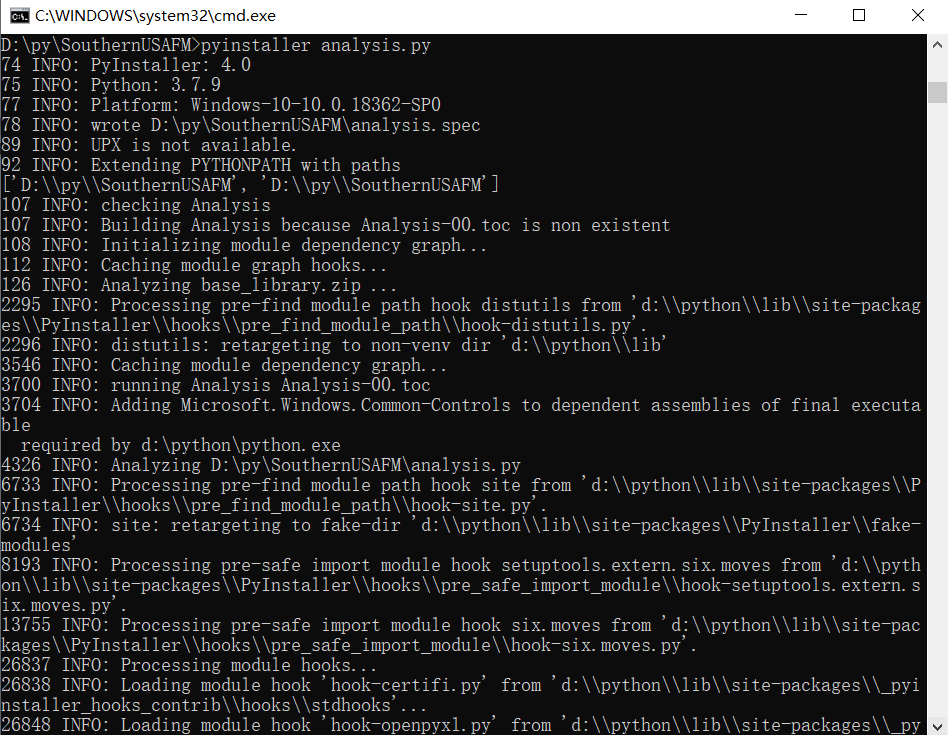 C:\WINDOWS\system32\cmd.exe
D:\py\SouthernUSAFM>pyinstaller analysis.py
74 INFO: PyInstaller: 4.0
75 INFO: Python: 3.7.9
77 INFO: Platform: Windows-10-10.0.18362-SP0
78 INFO: wrote D:\py\SouthernUSAFM\analysis.spec
89 INFO: UPX is not available.
92 INFO: Extending PYTHONPATH with paths
['D:\\py\\SouthernUSAFM', 'D:\\py\\SouthernUSAFM']
107 INFO: checking Analysis
107 INFO: Building Analysis because Analysis-00.toc is non existent
108 INFO: Initializing module dependency graph...
112 INFO: Caching module graph hooks...
126 INFO: Analyzing base_library.zip ...
2295 INFO: Processing pre-find module path hook distutils from 'd:\\python\\lib\\site-packag
es\\PyInstaller\\hooks\\pre_find_module_path\\hook-distutils.py'.
2296 INFO: distutils: retargeting to non-venv dir 'd:\\python\\lib'
3546 INFO: Caching module dependency graph...
3700 INFO: running Analysis Analysis-00.toc
3704 INFO: Adding Microsoft.Windows.Common-Controls to dependent assemblies of final executa
ble
  required by d:\python\python.exe
4326 INFO: Analyzing D:\py\SouthernUSAFM\analysis.py
6733 INFO: Processing pre-find module path hook site from 'd:\\python\\lib\\site-packages\\P
yInstaller\\hooks\\pre_find_module_path\\hook-site.py'.
6734 INFO: site: retargeting to fake-dir 'd:\\python\\lib\\site-packages\\PyInstaller\\fake-
modules'
8193 INFO: Processing pre-safe import module hook setuptools.extern.six.moves from 'd:\\pyth
on\\lib\\site-packages\\PyInstaller\\hooks\\pre_safe_import_module\\hook-setuptools.extern.s
ix.moves.py'.
13755 INFO: Processing pre-safe import module hook six.moves from 'd:\\python\\lib\\site-pac
kages\\PyInstaller\\hooks\\pre_safe_import_module\\hook-six.moves.py'.
26837 INFO: Processing module hooks...
26838 INFO: Loading module hook 'hook-certifi.py' from 'd:\\python\\lib\\site-packages\\_pyi
nstaller_hooks_contrib\\hooks\\stdhooks'...
26848 INFO: Loading module hook 'hook-openpyxl.py' from 'd:\\python\\lib\\site-packages\\_py